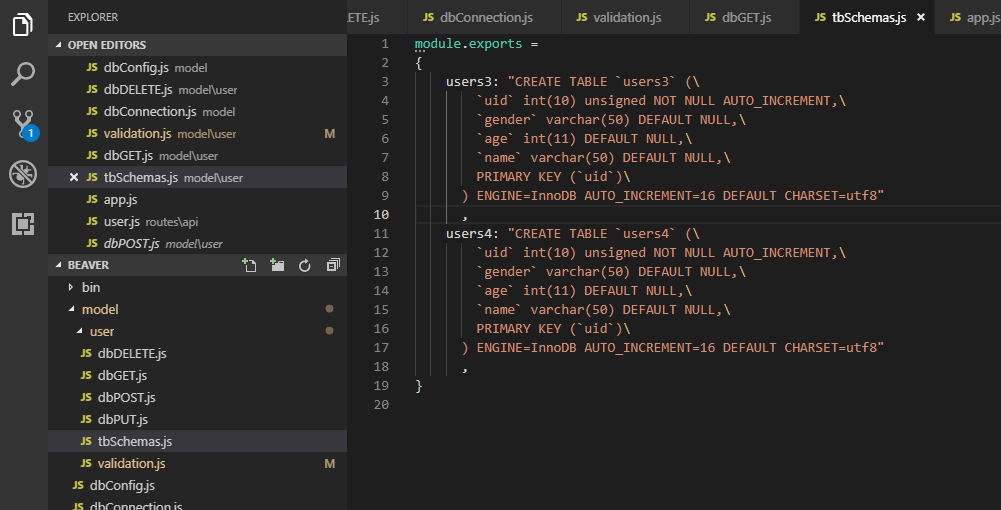 EXPLORER
OPEN EDITORS
JS dbConfig.js model
JS dbDELETE.js model\user
JS dbConnection.js model
JS validation.js model\user M
JS dbGET.js model\user
JS tbSchemas.js model\user
JS app.js
JS user.js routes\api
JS dbPOST.js model\user
BEAVER
bin
model
user
JS dbDELETE.js
JS dbGET.js
JS dbPOST.js
JS dbPUT.js
JS tbSchemas.js
JS validation.js M
JS dbConfig.js
JS dbConnection.js
1
ETE.js JS dbConnection.js JS validation.js JS dbGET.js JS tbSchemas.js JS app.js
1 module.exports =
2 {
3 users3: "CREATE TABLE `users3` (\
4 `uid` int(10) unsigned NOT NULL AUTO_INCREMENT,\
5 `gender` varchar(50) DEFAULT NULL,\
6 `age` int(11) DEFAULT NULL,\
7 `name` varchar(50) DEFAULT NULL,\
8 PRIMARY KEY (`uid`)\
9 ) ENGINE=InnoDB AUTO_INCREMENT=16 DEFAULT CHARSET=utf8"
10 ,
11 users4: "CREATE TABLE `users4` (\
12 `uid` int(10) unsigned NOT NULL AUTO_INCREMENT,\
13 `gender` varchar(50) DEFAULT NULL,\
14 `age` int(11) DEFAULT NULL,\
15 `name` varchar(50) DEFAULT NULL,\
16 PRIMARY KEY (`uid`)\
17 ) ENGINE=InnoDB AUTO_INCREMENT=16 DEFAULT CHARSET=utf8"
18 ,
19 }
20